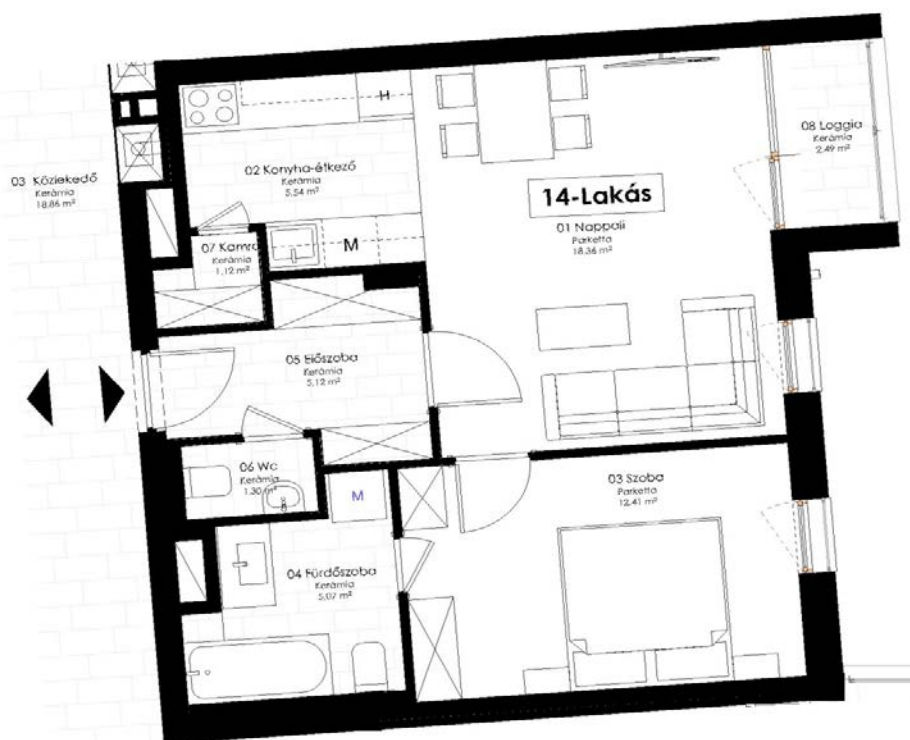 03 Közlekedő
Kerámia
18,86 m²
H
02 Konyha-étkező
Kerámia
5,54 m²
08 Loggia
Kerámia
2,49 m²
14-Lakás
01 Nappali
Parketta
18,36 m²
07 Kamra
Kerámia
1,12 m²
M
05 Előszoba
Kerámia
5,12 m²
06 Wc
Kerámia
1,30 m²
M
03 Szoba
Parketta
12,41 m²
04 Fürdőszoba
Kerámia
5,07 m²